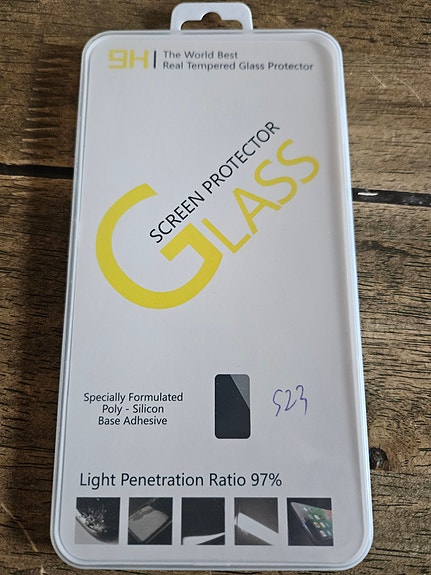 9H The World Best
Real Tempered Glass Protector
SCREEN PROTECTOR
GLASS
Specially Formulated
Poly - Silicon
Base Adhesive
S23
Light Penetration Ratio 97%